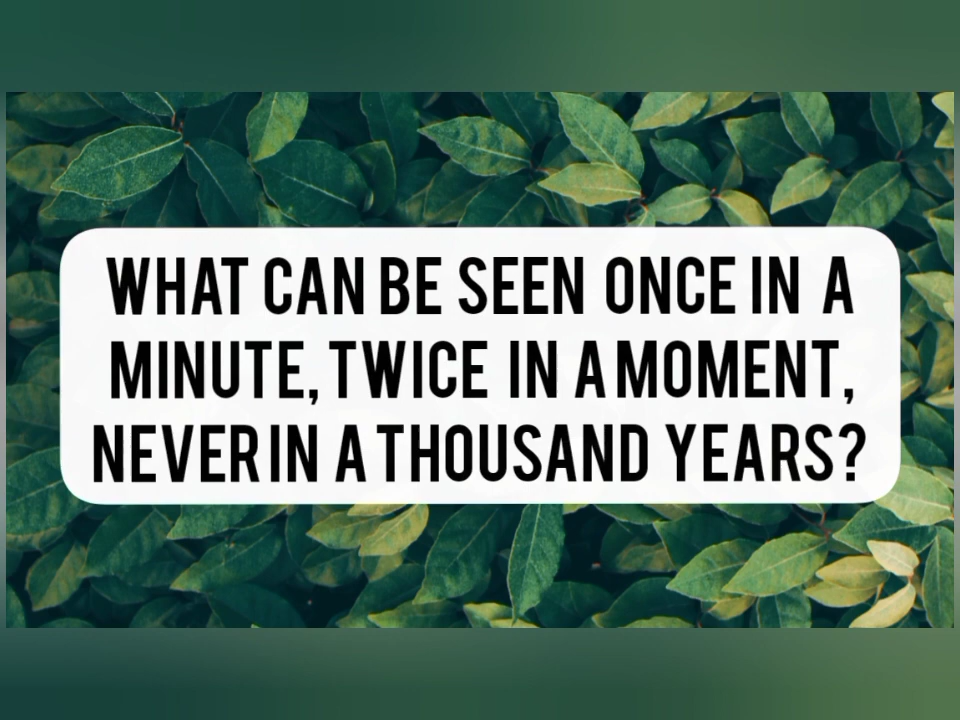 WHAT CAN BE SEEN ONCE IN A
MINUTE, TWICE IN A MOMENT,
NEVER IN A THOUSAND YEARS?